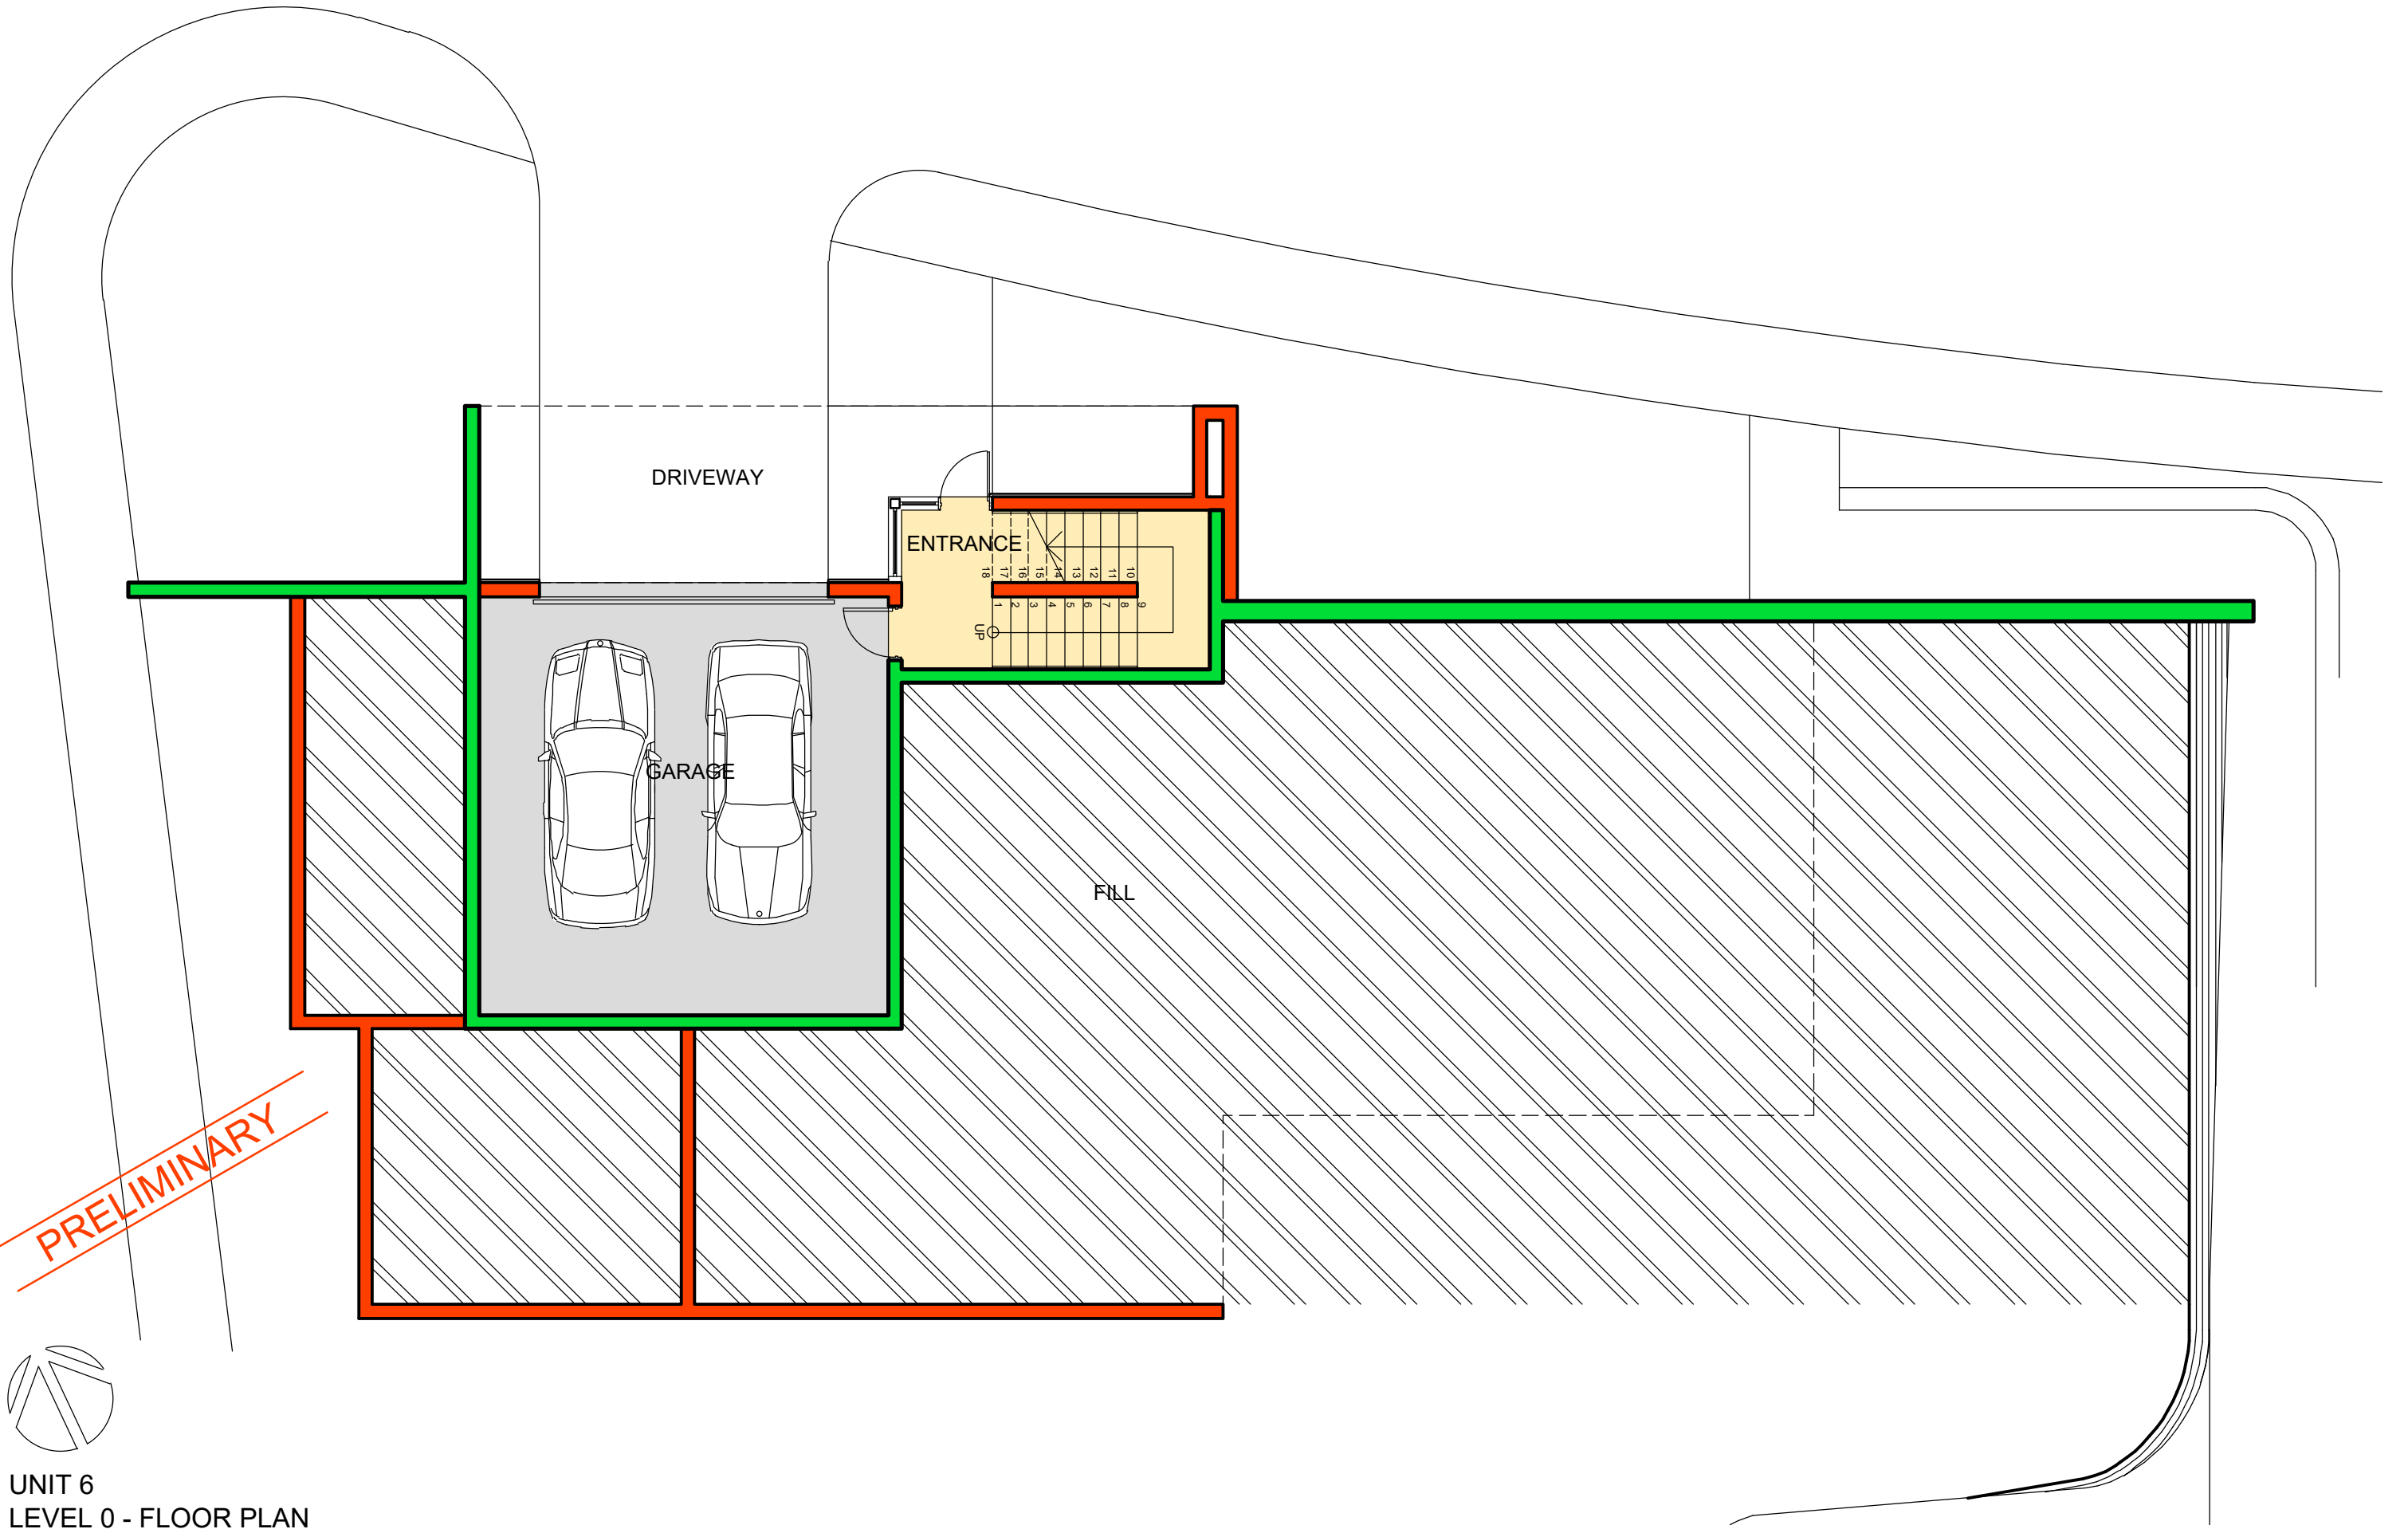 DRIVEWAY
ENTRANCE
18 17 16 15 14 13 12 11 10
1 2 3 4 5 6 7 8 9
UP
GARAGE
FILL
PRELIMINARY
UNIT 6
LEVEL 0 - FLOOR PLAN